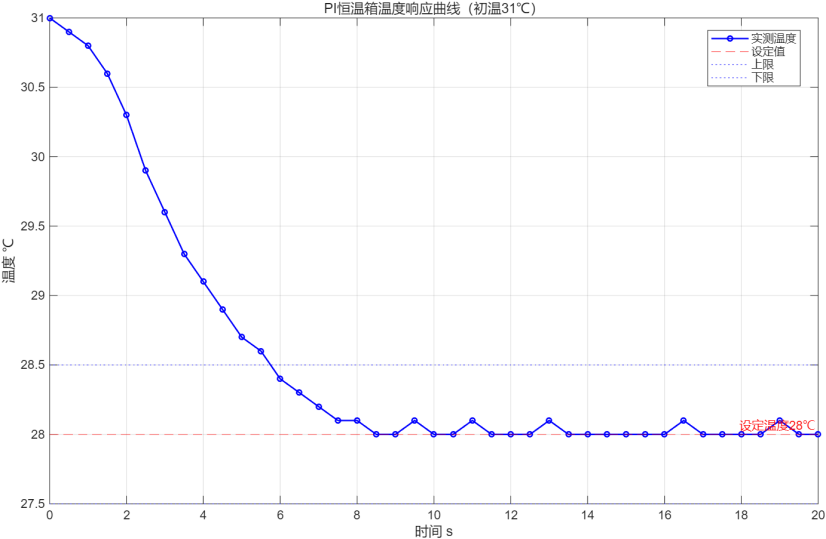 PI恒温箱温度响应曲线（初温31℃）
实测温度
设定值
上限
下限
31
30.5
30
29.5
29
28.5
28
27.5
温度 ℃
设定温度28℃
0 2 4 6 8 10 12 14 16 18 20
时间 s